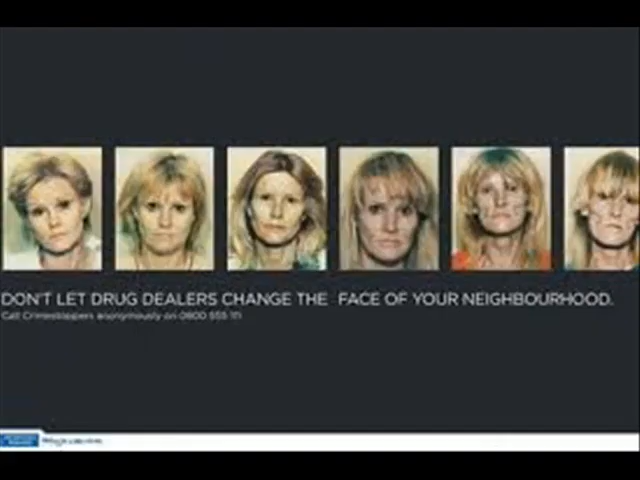 DON'T LET DRUG DEALERS CHANGE THE FACE OF YOUR NEIGHBOURHOOD.
Call Crimestoppers anonymously on 0800 555 111